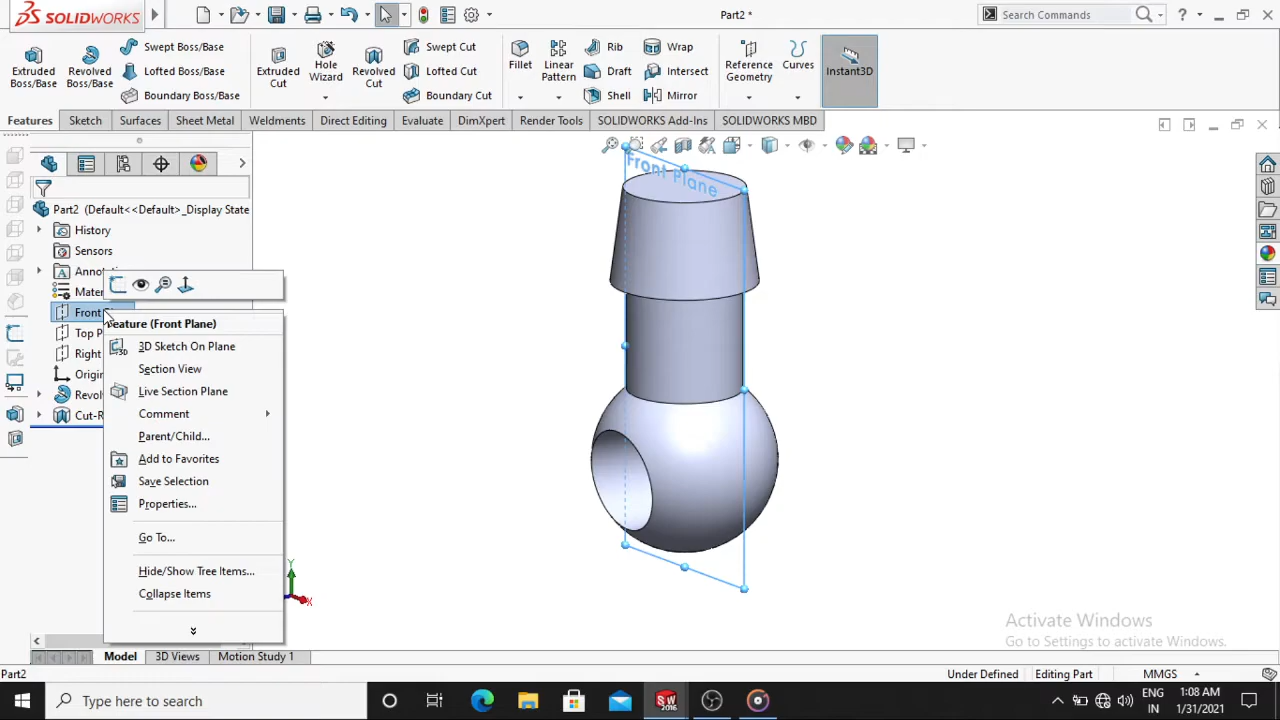 SOLIDWORKS
Part2 *
Search Commands
?
Extruded Boss/Base
Revolved Boss/Base
Swept Boss/Base
Lofted Boss/Base
Boundary Boss/Base
Extruded Cut
Hole Wizard
Revolved Cut
Swept Cut
Lofted Cut
Boundary Cut
Fillet
Linear Pattern
Rib
Draft
Shell
Wrap
Intersect
Mirror
Reference Geometry
Curves
Instant3D
Features
Sketch
Surfaces
Sheet Metal
Weldments
Direct Editing
Evaluate
DimXpert
Render Tools
SOLIDWORKS Add-Ins
SOLIDWORKS MBD
Part2 (Default<<Default>_Display State
History
Sensors
Mater
Front
Top P
Right
Origi
Revol
Cut-R
Feature (Front Plane)
3D Sketch On Plane
Section View
Live Section Plane
Comment
Parent/Child...
Add to Favorites
Save Selection
Properties...
Go To...
Hide/Show Tree Items...
Collapse Items
Front Plane
Y
X
Activate Windows
Go to Settings to activate Windows.
Model
3D Views
Motion Study 1
Part2
Under Defined
Editing Part
MMGS
Type here to search
SW
2016
ENG
IN
1:08 AM
1/31/2021